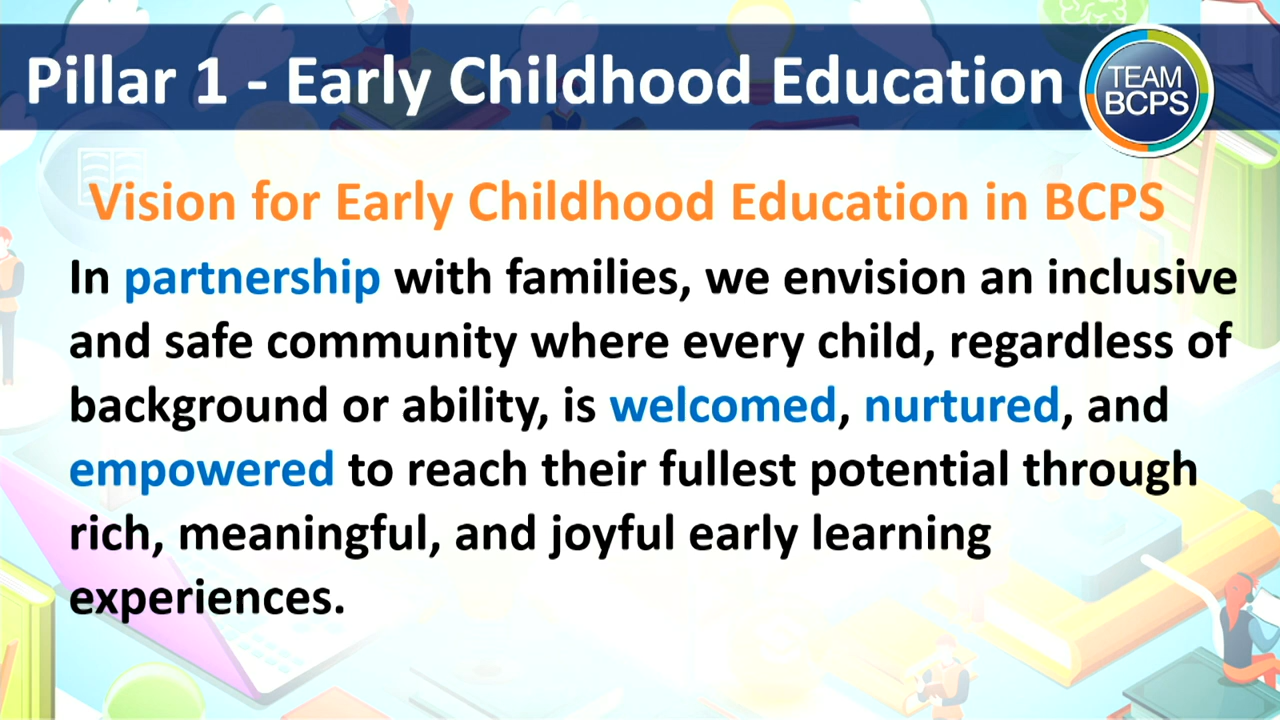 Pillar 1 - Early Childhood Education
TEAM
BCPS
Vision for Early Childhood Education in BCPS
In partnership with families, we envision an inclusive
and safe community where every child, regardless of
background or ability, is welcomed, nurtured, and
empowered to reach their fullest potential through
rich, meaningful, and joyful early learning
experiences.